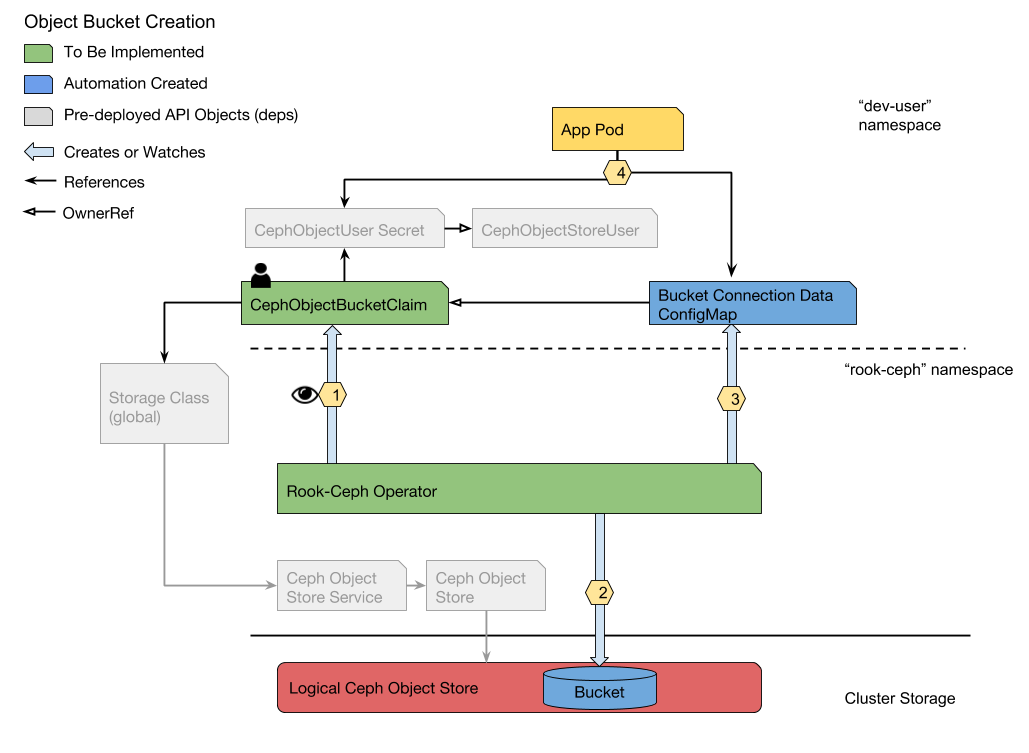 Object Bucket Creation
To Be Implemented
Automation Created
Pre-deployed API Objects (deps)
Creates or Watches
References
OwnerRef
“dev-user”
namespace
App Pod
4
CephObjectUser Secret
CephObjectStoreUser
CephObjectBucketClaim
Bucket Connection Data
ConfigMap
“rook-ceph” namespace
Storage Class
(global)
1
3
Rook-Ceph Operator
Ceph Object
Store Service
Ceph Object
Store
2
Logical Ceph Object Store
Bucket
Cluster Storage